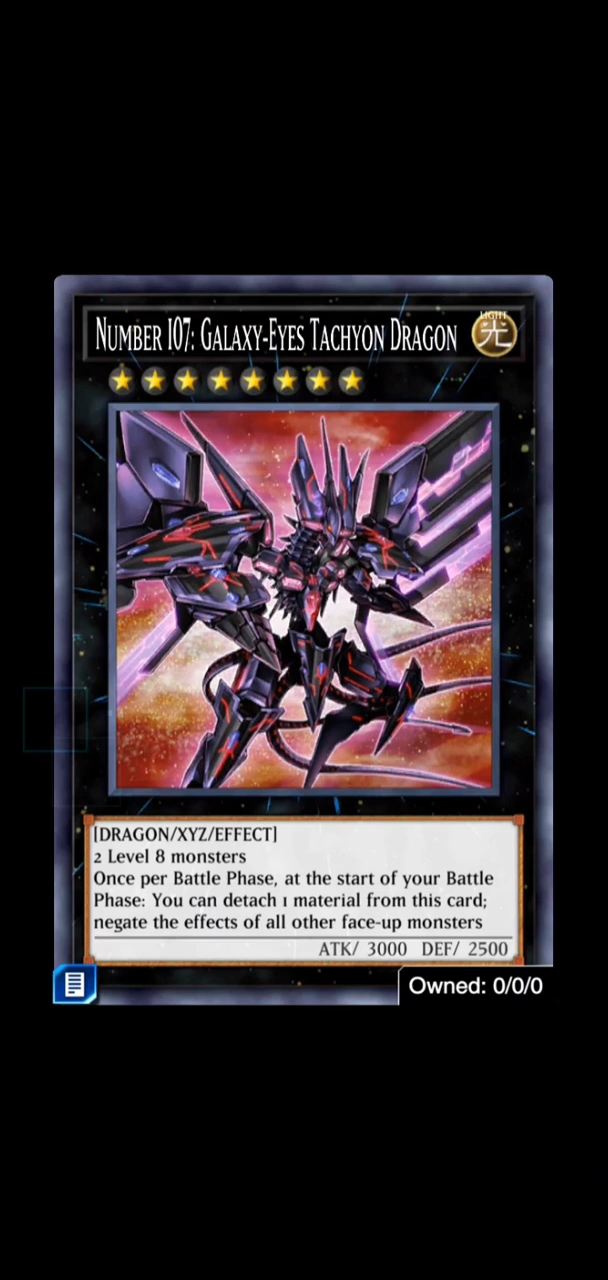 Number 107: Galaxy-Eyes Tachyon Dragon
LIGHT
光
[DRAGON/XYZ/EFFECT]
2 Level 8 monsters
Once per Battle Phase, at the start of your Battle
Phase: You can detach 1 material from this card;
negate the effects of all other face-up monsters
ATK/ 3000 DEF/ 2500
Owned: 0/0/0